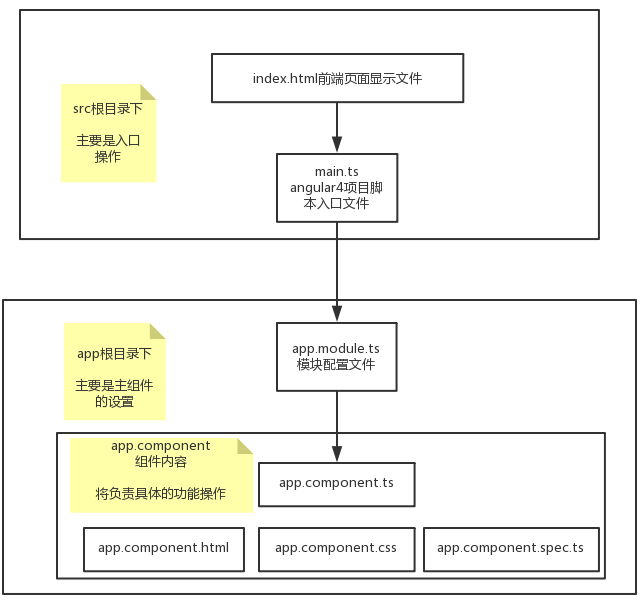 index.html前端页面显示文件
src根目录下
主要是入口
操作
main.ts
angular4项目脚
本入口文件
app根目录下
主要是主组件
的设置
app.module.ts
模块配置文件
app.component
组件内容
将负责具体的功能操作
app.component.ts
app.component.html
app.component.css
app.component.spec.ts